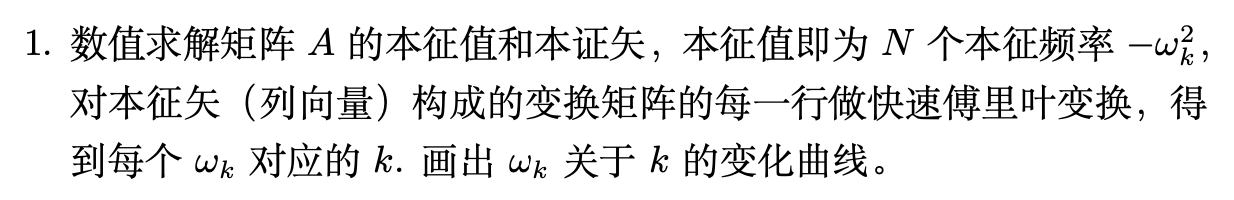 1. 数值求解矩阵 A 的本征值和本证矢，本征值即为 N 个本征频率 −ω_k^2，
对本征矢（列向量）构成的变换矩阵的每一行做快速傅里叶变换，得
到每个 ω_k 对应的 k. 画出 ω_k 关于 k 的变化曲线。